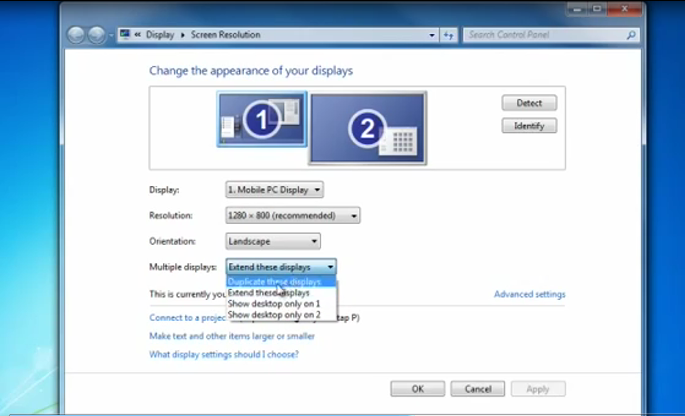 « Display ▸ Screen Resolution
Search Control Panel
Change the appearance of your displays
1
2
Detect
Identify
Display: 1. Mobile PC Display
Resolution: 1280 × 800 (recommended)
Orientation: Landscape
Multiple displays: Extend these displays
Duplicate these displays
Extend these displays
Show desktop only on 1
Show desktop only on 2
This is currently you
Advanced settings
Connect to a projec tap P)
Make text and other items larger or smaller
What display settings should I choose?
OK
Cancel
Apply